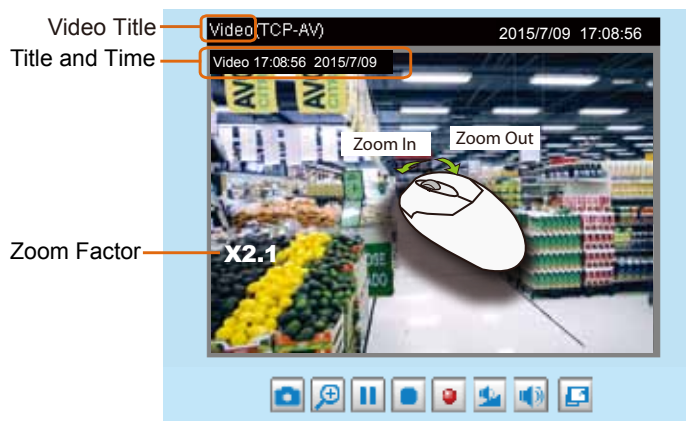 Video Title
Video(TCP-AV) 2015/7/09 17:08:56
Title and Time
Video 17:08:56 2015/7/09
Zoom In
Zoom Out
Zoom Factor
X2.1